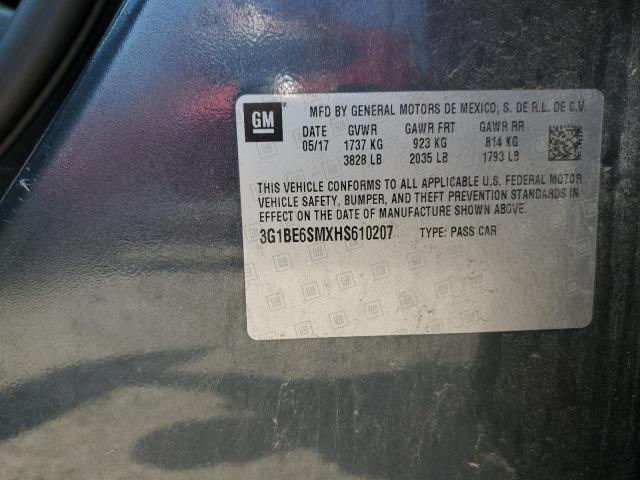 GM
MFD BY GENERAL MOTORS DE MEXICO, S. DE R.L. DE C.V.
DATE GVWR GAWR FRT GAWR RR
05/17 1737 KG 923 KG 814 KG
3828 LB 2035 LB 1793 LB
THIS VEHICLE CONFORMS TO ALL APPLICABLE U.S. FEDERAL MOTOR
VEHICLE SAFETY, BUMPER, AND THEFT PREVENTION STANDARDS IN
EFFECT ON THE DATE OF MANUFACTURE SHOWN ABOVE.
3G1BE6SMXHS610207 TYPE: PASS CAR